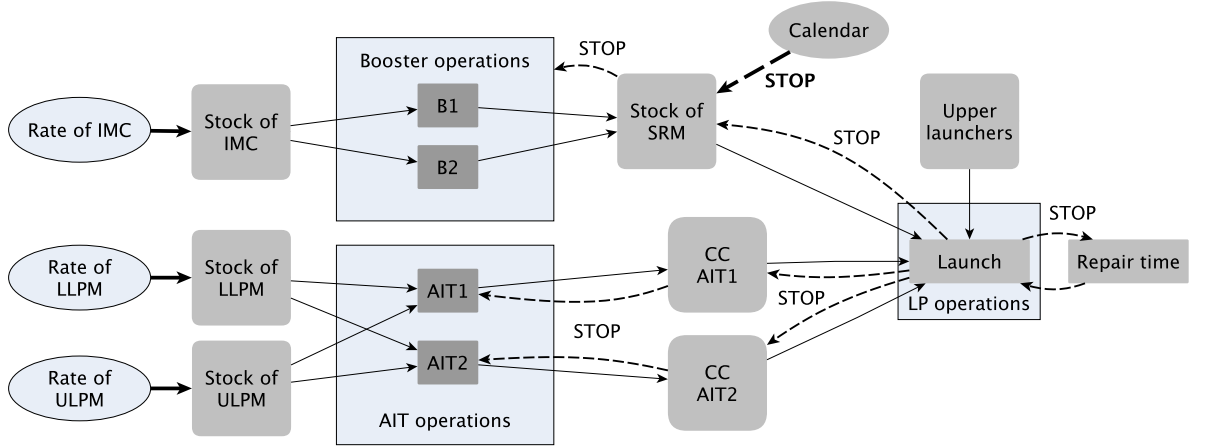 Calendar
STOP
STOP
Booster operations
B1
B2
Rate of IMC
Stock of
IMC
Stock of
SRM
Upper
launchers
STOP
STOP
Rate of
LLPM
Stock of
LLPM
AIT1
CC
AIT1
Launch
Repair time
LP operations
STOP
STOP
Rate of
ULPM
Stock of
ULPM
AIT2
CC
AIT2
AIT operations